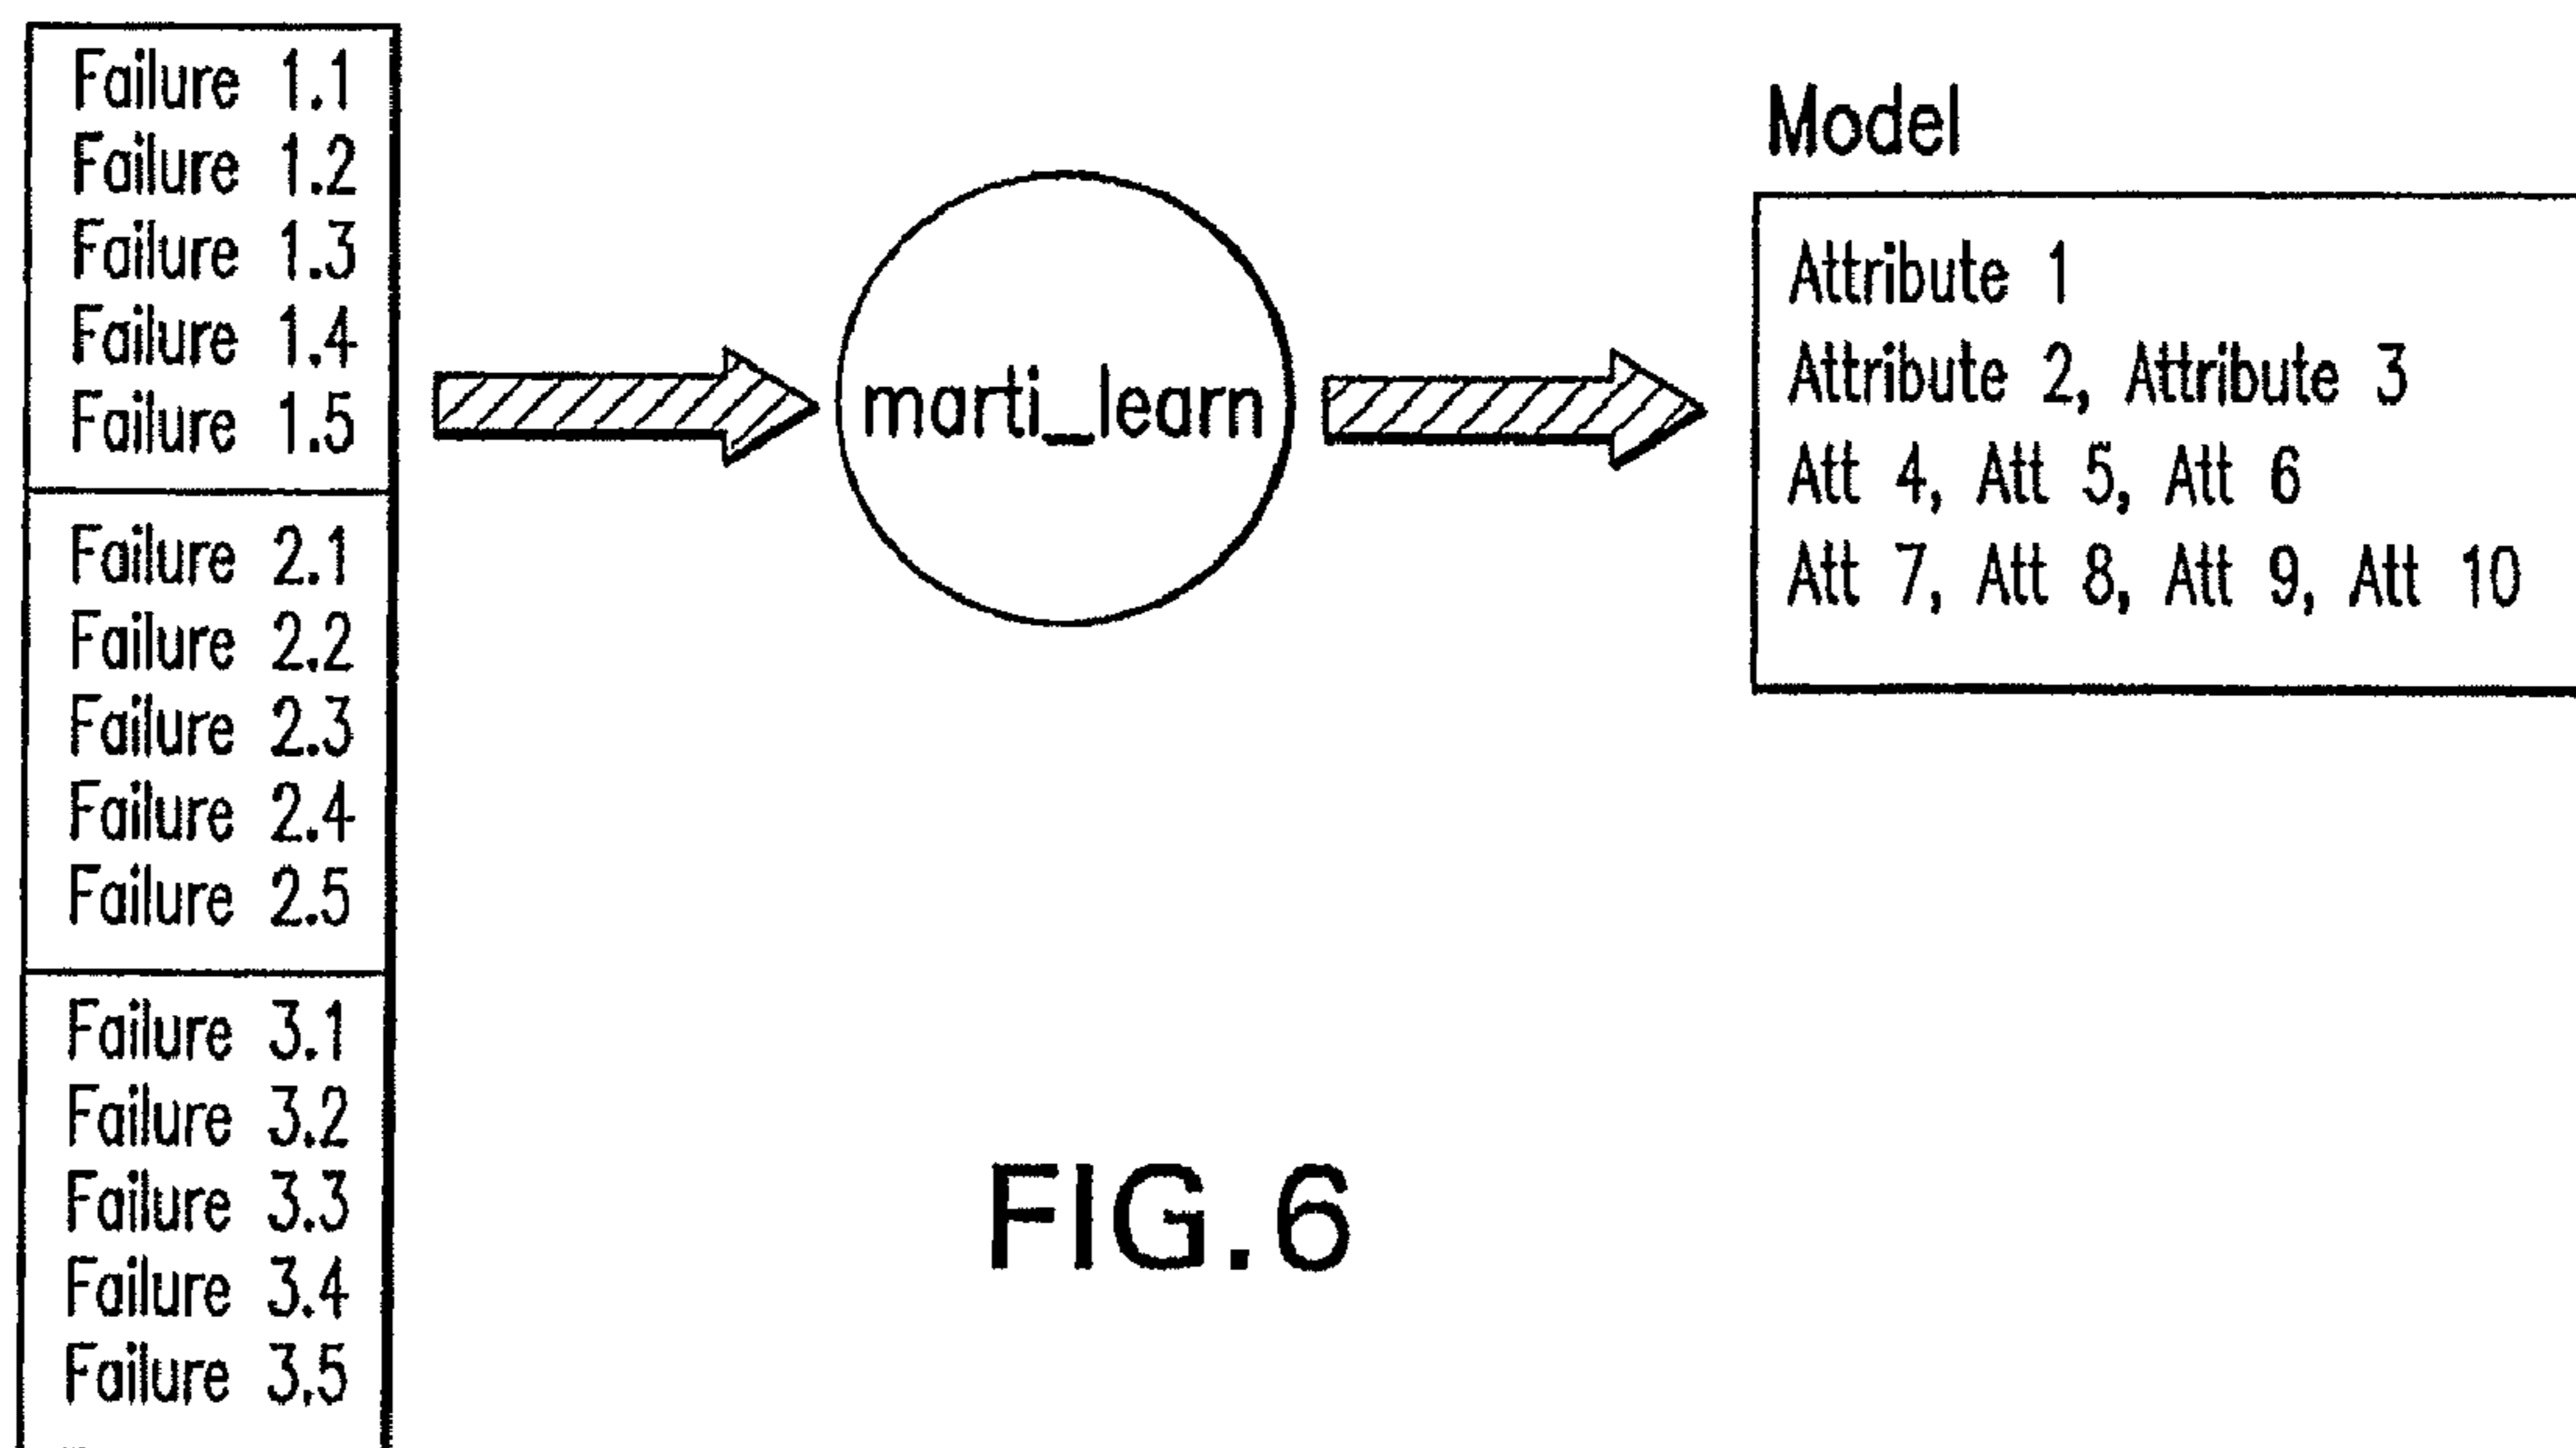 Failure 1.1
Failure 1.2
Failure 1.3
Failure 1.4
Failure 1.5
Failure 2.1
Failure 2.2
Failure 2.3
Failure 2.4
Failure 2.5
Failure 3.1
Failure 3.2
Failure 3.3
Failure 3.4
Failure 3.5
marti_learn
Model
Attribute 1
Attribute 2, Attribute 3
Att 4, Att 5, Att 6
Att 7, Att 8, Att 9, Att 10
FIG.6